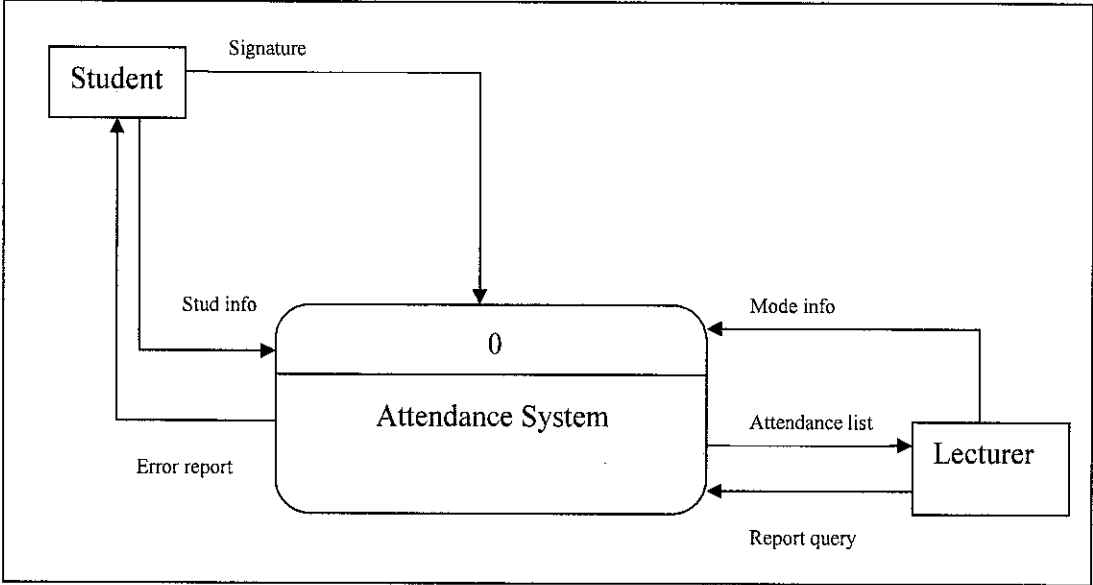 Signature
Student
Stud info
Mode info
0
Attendance System
Attendance list
Lecturer
Error report
Report query